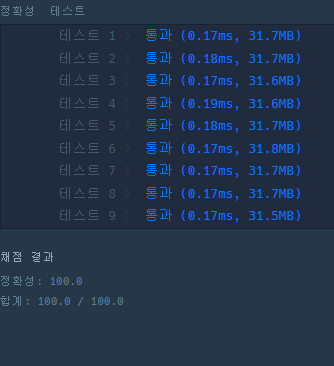 정확성 테스트
테스트 1 〉 통과 (0.17ms, 31.7MB)
테스트 2 〉 통과 (0.18ms, 31.7MB)
테스트 3 〉 통과 (0.17ms, 31.6MB)
테스트 4 〉 통과 (0.19ms, 31.6MB)
테스트 5 〉 통과 (0.18ms, 31.7MB)
테스트 6 〉 통과 (0.17ms, 31.8MB)
테스트 7 〉 통과 (0.17ms, 31.7MB)
테스트 8 〉 통과 (0.17ms, 31.7MB)
테스트 9 〉 통과 (0.17ms, 31.5MB)
채점 결과
정확성: 100.0
합계: 100.0 / 100.0